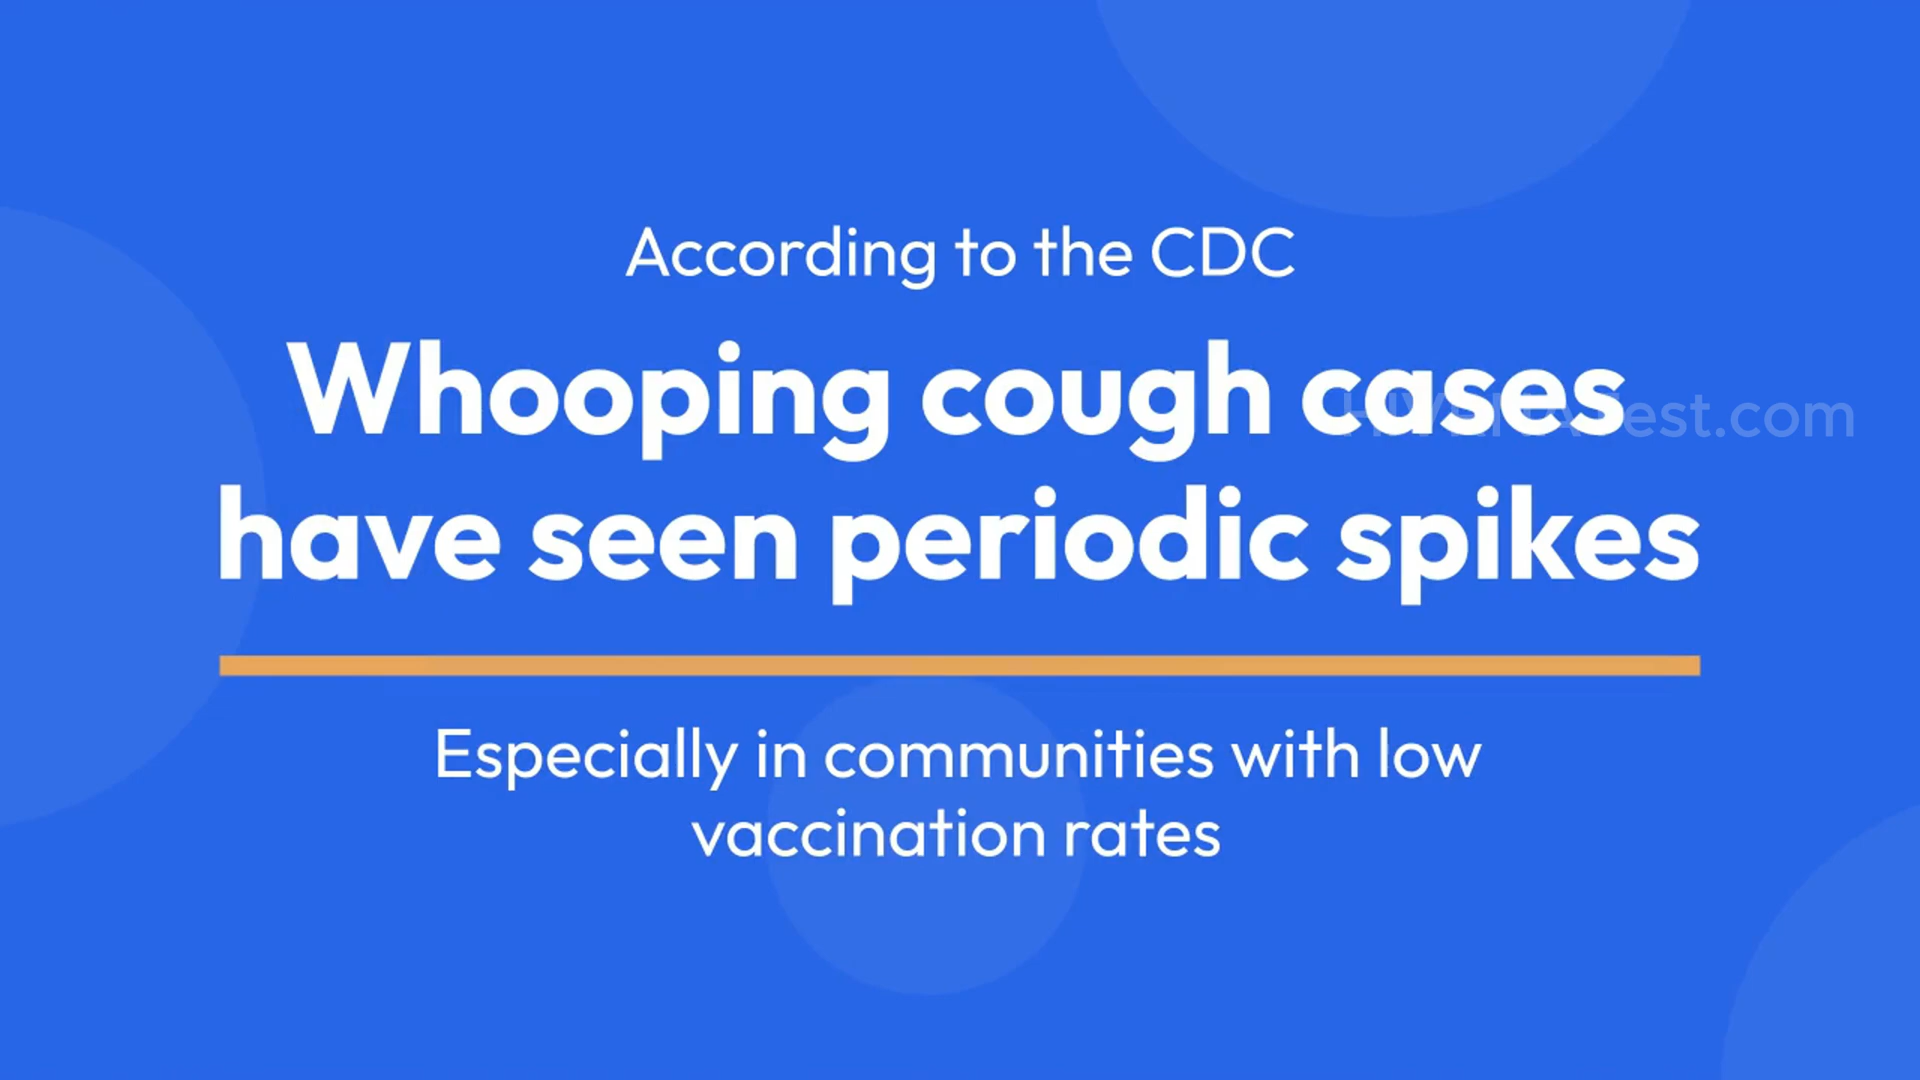 According to the CDC
Whooping cough cases
have seen periodic spikes
Especially in communities with low
vaccination rates